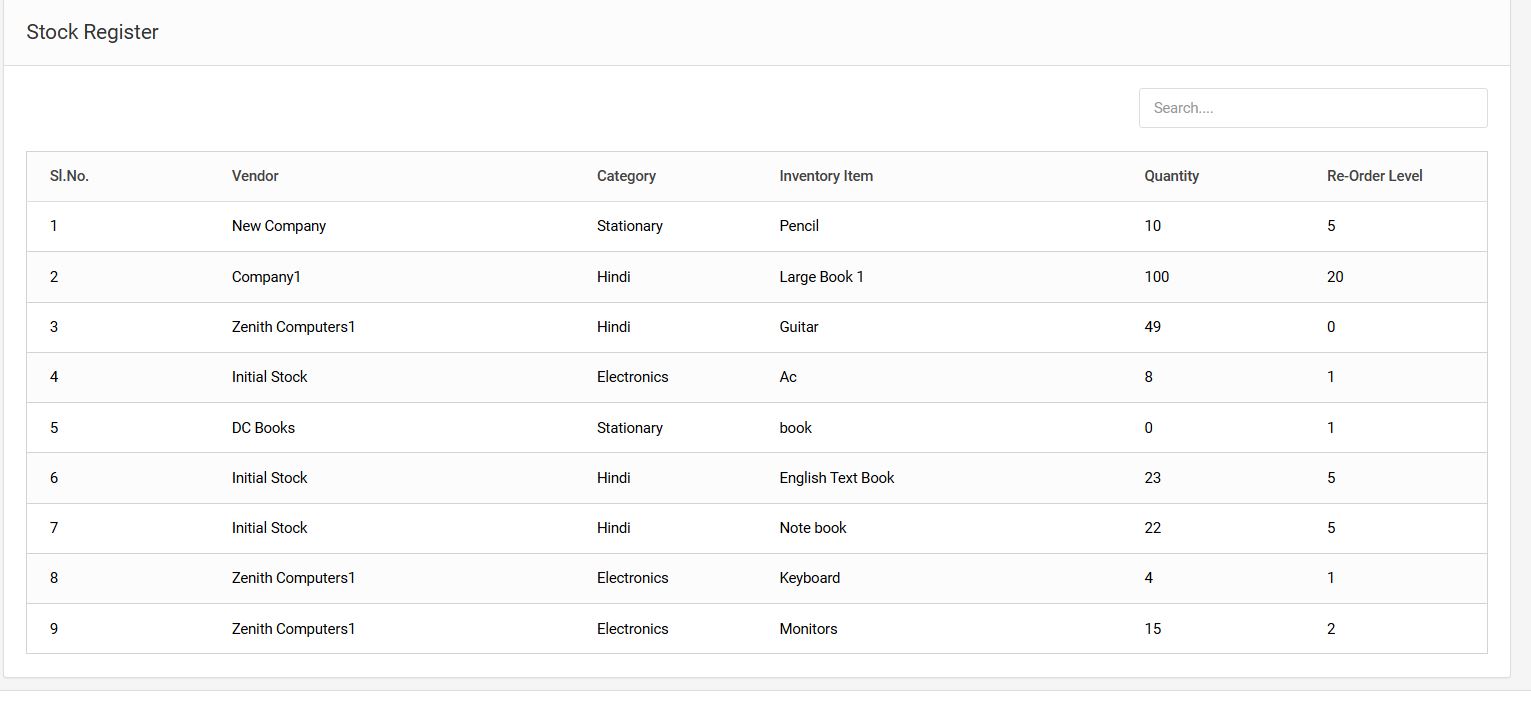 Stock Register
Search....
Sl.No. Vendor Category Inventory Item Quantity Re-Order Level
1 New Company Stationary Pencil 10 5
2 Company1 Hindi Large Book 1 100 20
3 Zenith Computers1 Hindi Guitar 49 0
4 Initial Stock Electronics Ac 8 1
5 DC Books Stationary book 0 1
6 Initial Stock Hindi English Text Book 23 5
7 Initial Stock Hindi Note book 22 5
8 Zenith Computers1 Electronics Keyboard 4 1
9 Zenith Computers1 Electronics Monitors 15 2